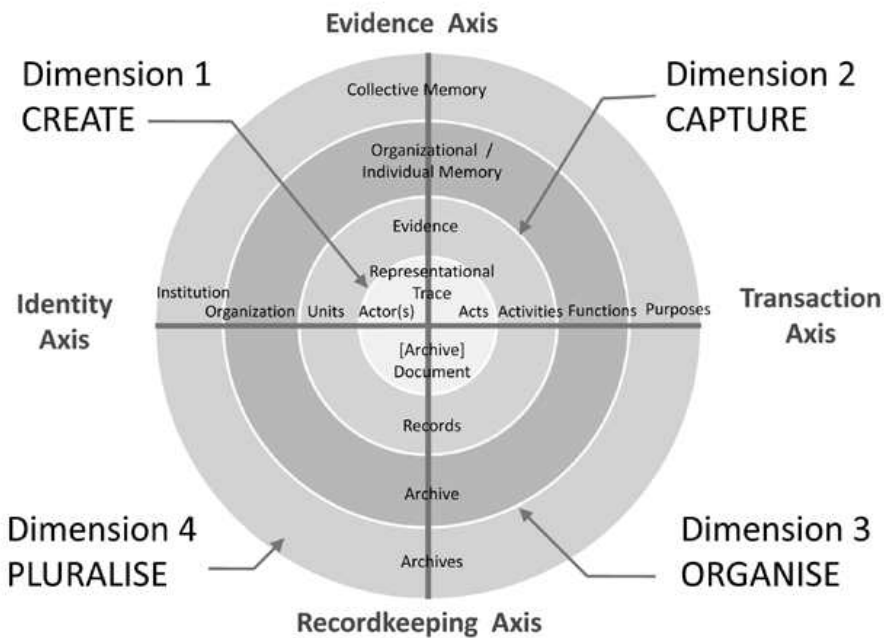 Evidence Axis
Dimension 1
CREATE
Dimension 2
CAPTURE
Collective Memory
Organizational /
Individual Memory
Evidence
Representational
Trace
Identity
Axis
Institution
Organization
Units
Actor(s)
Acts
Activities
Functions
Purposes
Transaction
Axis
[Archive]
Document
Records
Archive
Archives
Dimension 4
PLURALISE
Dimension 3
ORGANISE
Recordkeeping Axis